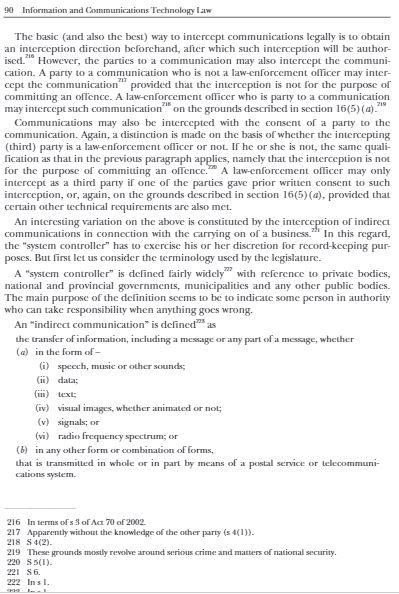 90 Information and Communications Technology Law
The basic (and also the best) way to intercept communications legally is to obtain
an interception direction beforehand, after which such interception will be author-
ised.216 However, the parties to a communication may also intercept the communi-
cation. A party to a communication who is not a law-enforcement officer may inter-
cept the communication217 provided that the interception is not for the purpose of
committing an offence. A law-enforcement officer who is party to a communication
may intercept such communication218 on the grounds described in section 16(5)(a).219
Communications may also be intercepted with the consent of a party to the
communication. Again, a distinction is made on the basis of whether the intercepting
(third) party is a law-enforcement officer or not. If he or she is not, the same quali-
fication as that in the previous paragraph applies, namely that the interception is not
for the purpose of committing an offence.220 A law-enforcement officer may only
intercept as a third party if one of the parties gave prior written consent to such
interception, or, again, on the grounds described in section 16(5)(a), provided that
certain other technical requirements are also met.
An interesting variation on the above is constituted by the interception of indirect
communications in connection with the carrying on of a business.221 In this regard,
the "system controller" has to exercise his or her discretion for record-keeping pur-
poses. But first let us consider the terminology used by the legislature.
A "system controller" is defined fairly widely222 with reference to private bodies,
national and provincial governments, municipalities and any other public bodies.
The main purpose of the definition seems to be to indicate some person in authority
who can take responsibility when anything goes wrong.
An "indirect communication" is defined223 as
the transfer of information, including a message or any part of a message, whether
(a) in the form of –
(i) speech, music or other sounds;
(ii) data;
(iii) text;
(iv) visual images, whether animated or not;
(v) signals; or
(vi) radio frequency spectrum; or
(b) in any other form or combination of forms,
that is transmitted in whole or in part by means of a postal service or telecommuni-
cations system.
216 In terms of s 3 of Act 70 of 2002.
217 Apparently without the knowledge of the other party (s 4(1)).
218 S 4(2).
219 These grounds mostly revolve around serious crime and matters of national security.
220 S 5(1).
221 S 6.
222 In s 1.
223 In s 1.